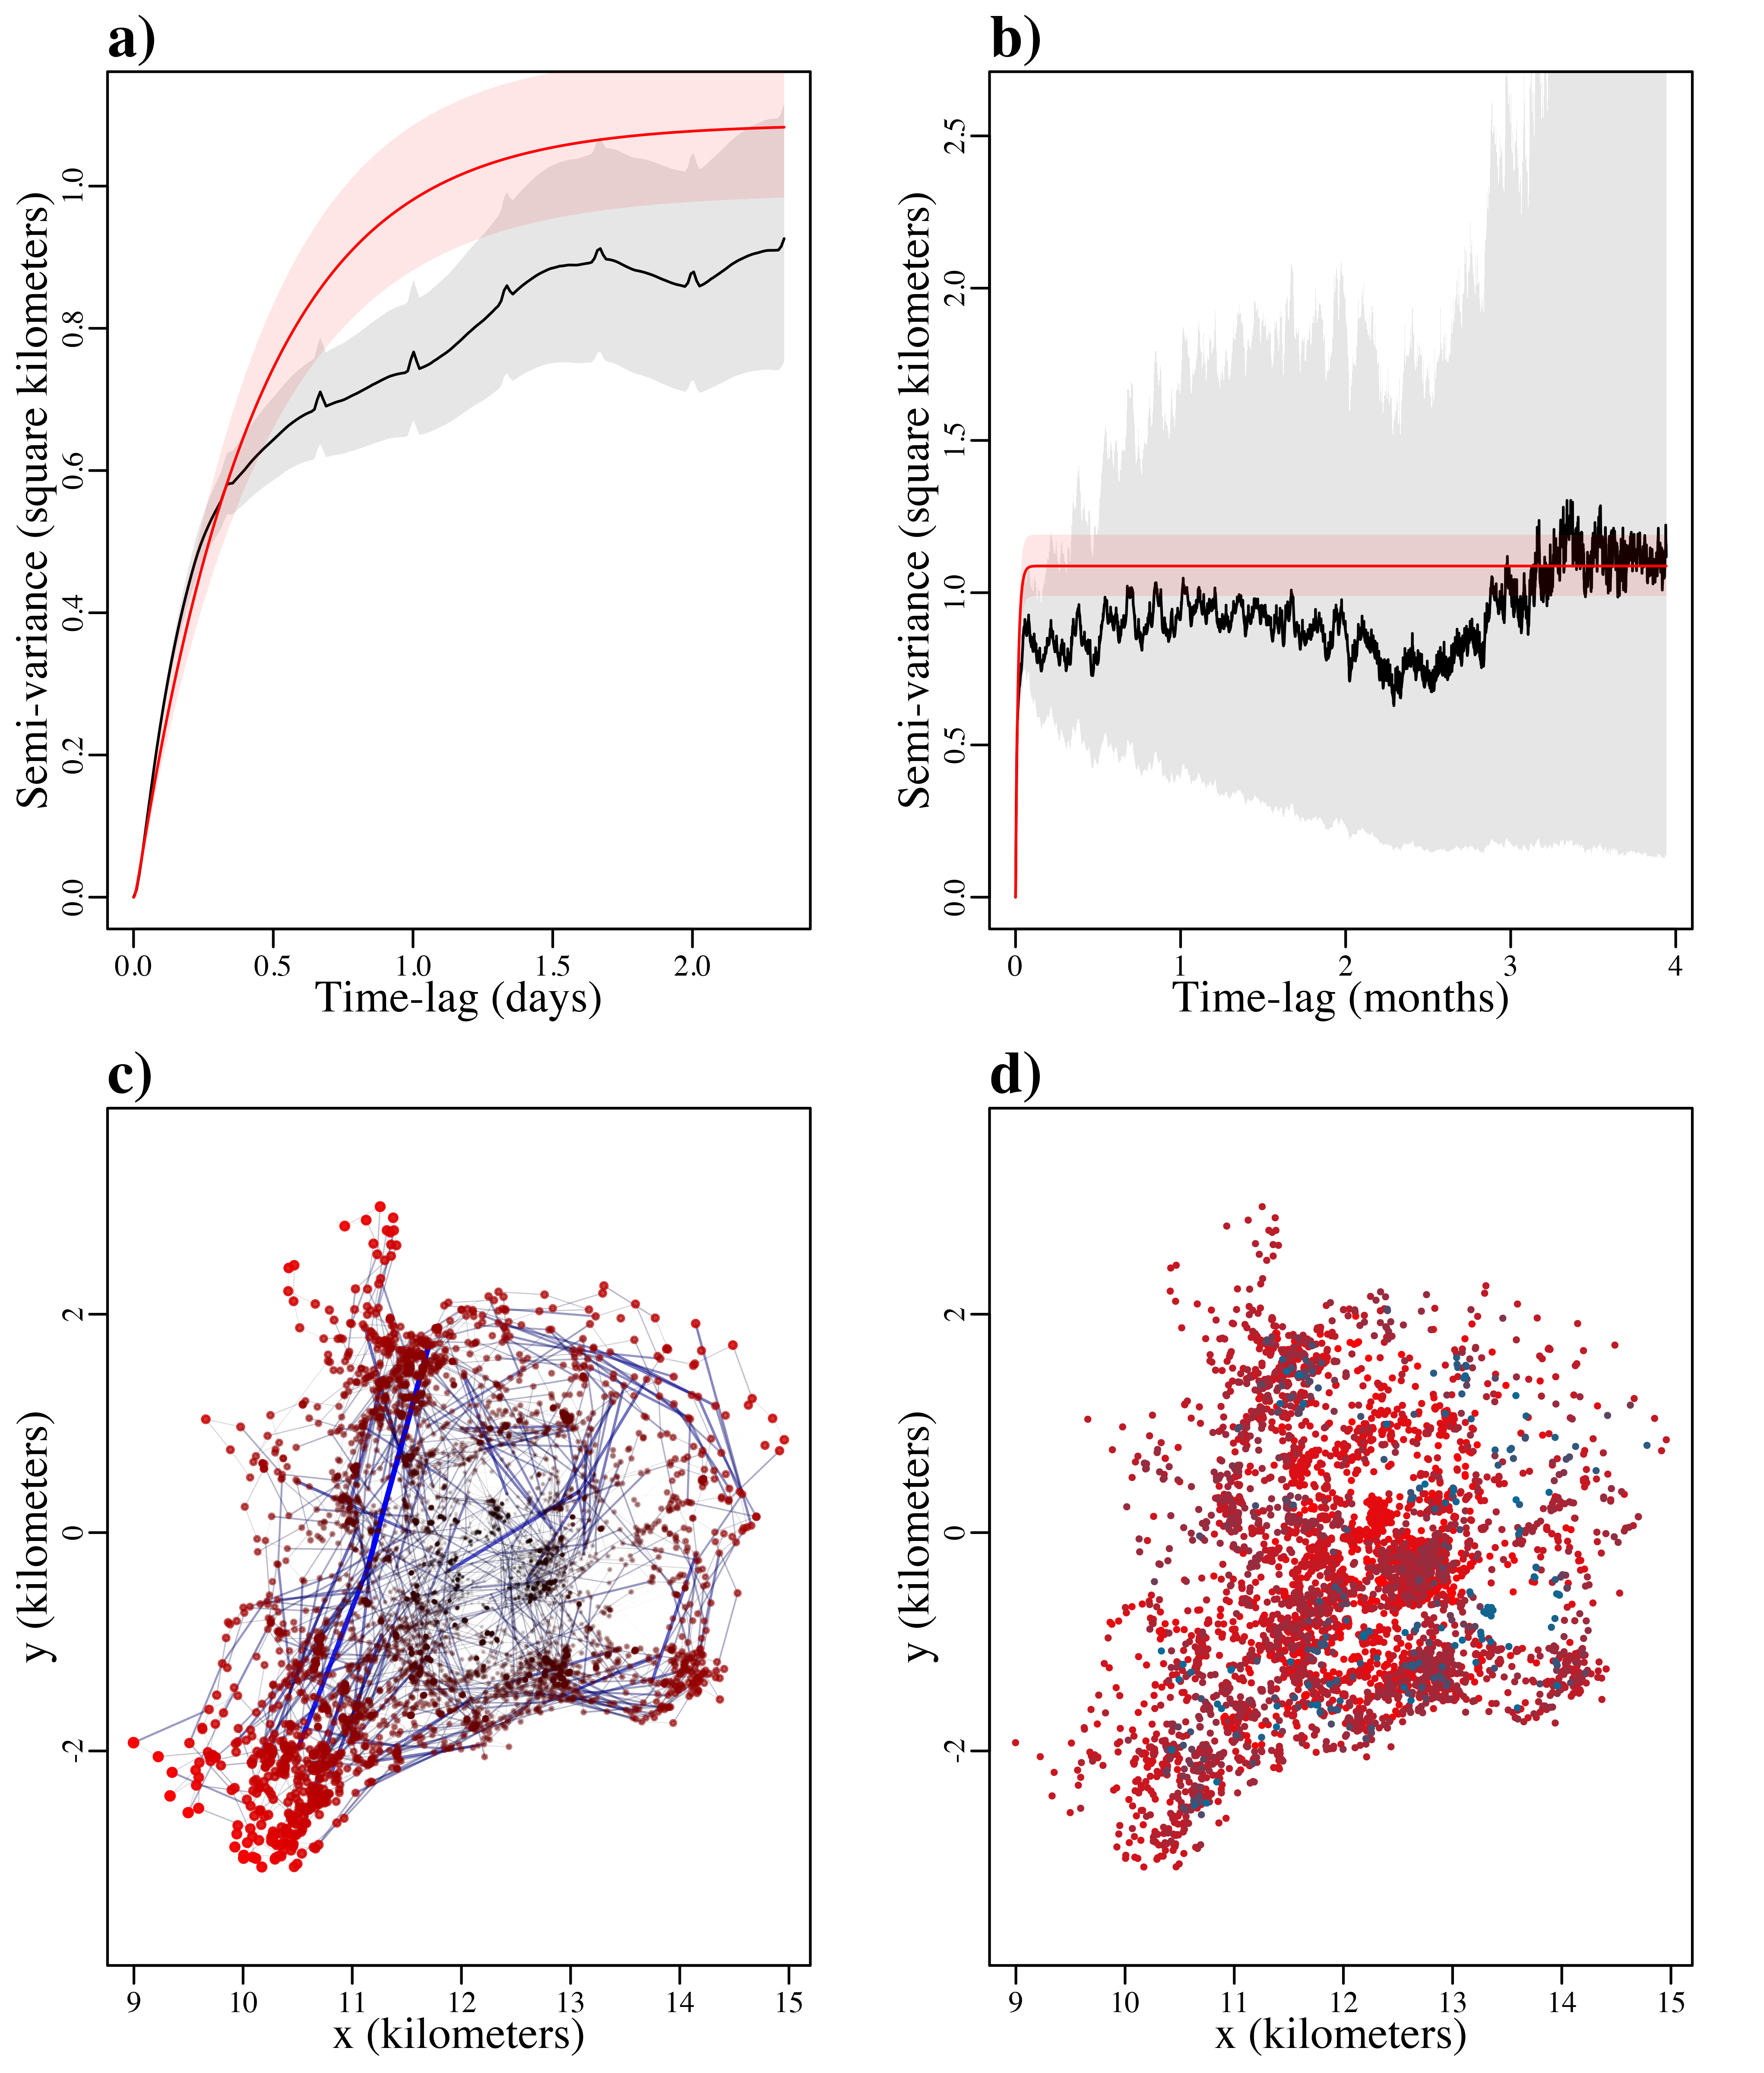 a)
Semi-variance (square kilometers)
0.0 0.2 0.4 0.6 0.8 1.0
0.0 0.5 1.0 1.5 2.0
Time-lag (days)
b)
Semi-variance (square kilometers)
0.0 0.5 1.0 1.5 2.0 2.5
0 1 2 3 4
Time-lag (months)
c)
y (kilometers)
-2 0 2
9 10 11 12 13 14 15
x (kilometers)
d)
y (kilometers)
-2 0 2
9 10 11 12 13 14 15
x (kilometers)